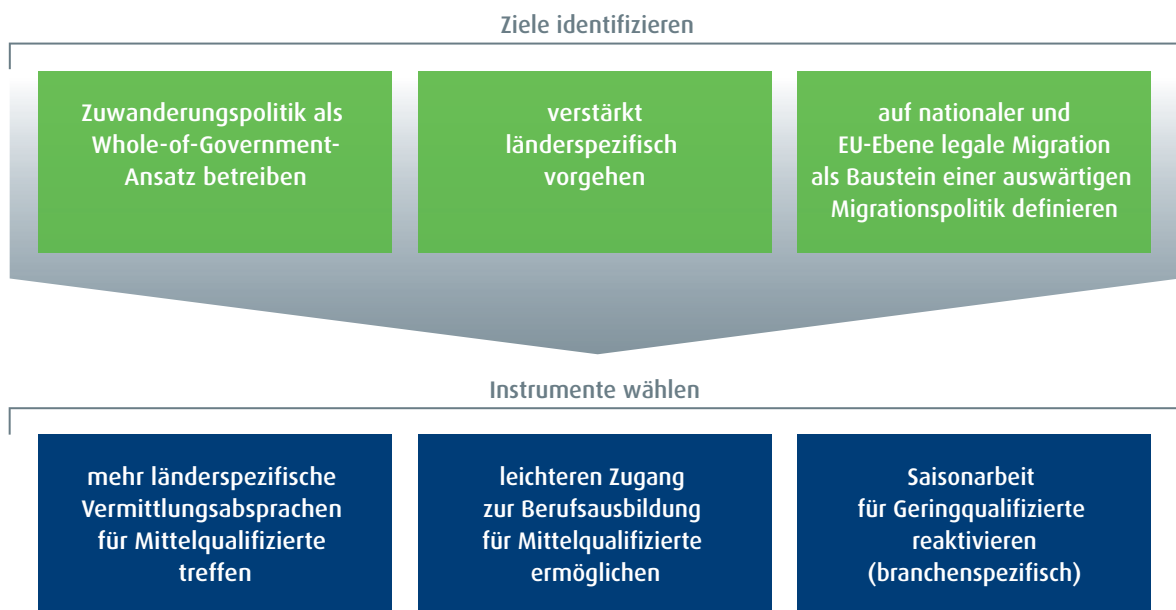 Ziele identifizieren
Zuwanderungspolitik als
Whole-of-Government-
Ansatz betreiben
verstärkt
länderspezifisch
vorgehen
auf nationaler und
EU-Ebene legale Migration
als Baustein einer auswärtigen
Migrationspolitik definieren
Instrumente wählen
mehr länderspezifische
Vermittlungsabsprachen
für Mittelqualifizierte
treffen
leichteren Zugang
zur Berufsausbildung
für Mittelqualifizierte
ermöglichen
Saisonarbeit
für Geringqualifizierte
reaktivieren
(branchenspezifisch)